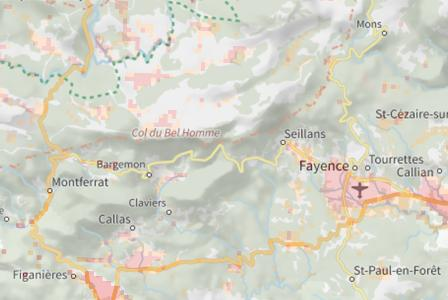 Mons
St-Cézaire-sur
Col du Bel Homme
Seillans
Bargemon
Fayence
Tourrettes
Callian
Montferrat
Claviers
Callas
Figanières
St-Paul-en-Forêt